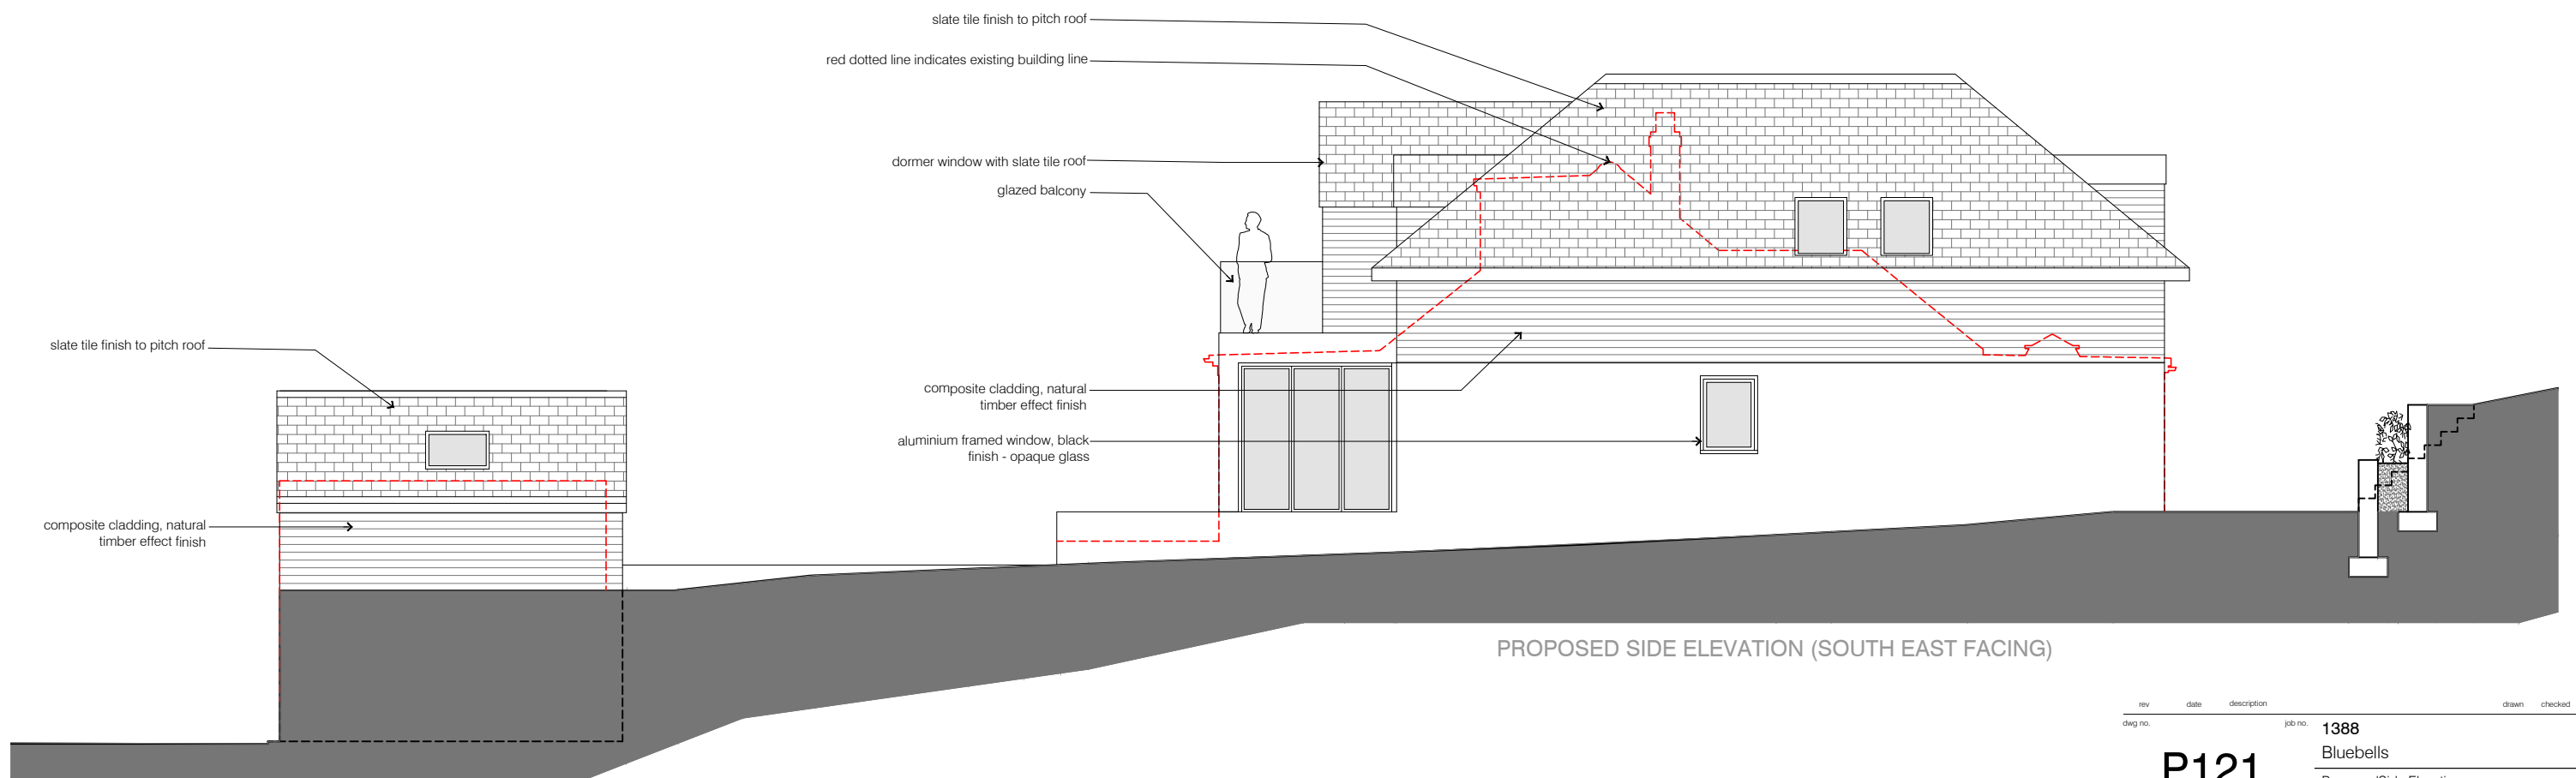 slate tile finish to pitch roof
red dotted line indicates existing building line
dormer window with slate tile roof
glazed balcony
slate tile finish to pitch roof
composite cladding, natural
timber effect finish
aluminium framed window, black
finish - opaque glass
composite cladding, natural
timber effect finish
PROPOSED SIDE ELEVATION (SOUTH EAST FACING)
rev date description drawn checked
dwg no. job no. 1388
Bluebells
P121